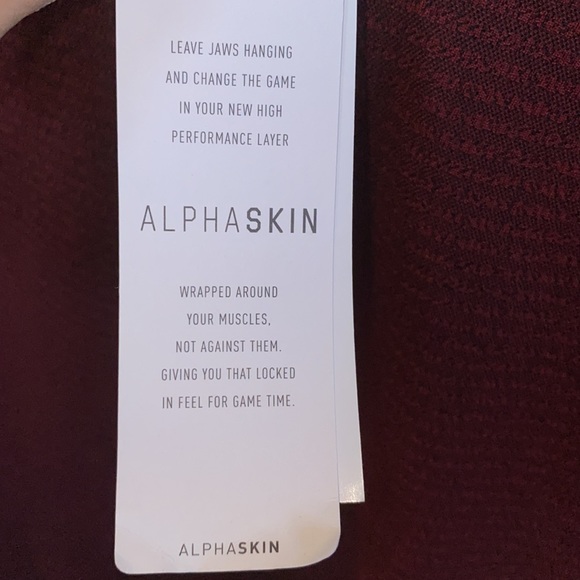 LEAVE JAWS HANGING
AND CHANGE THE GAME
IN YOUR NEW HIGH
PERFORMANCE LAYER
ALPHASKIN
WRAPPED AROUND
YOUR MUSCLES,
NOT AGAINST THEM.
GIVING YOU THAT LOCKED
IN FEEL FOR GAME TIME.
ALPHASKIN